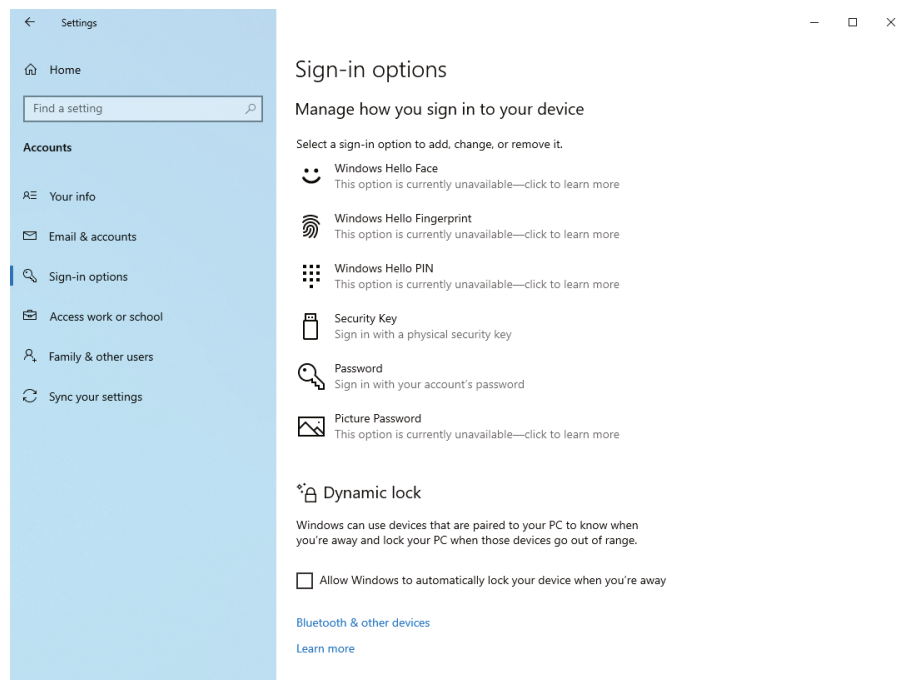 Settings
Home
Find a setting
Accounts
Your info
Email & accounts
Sign-in options
Access work or school
Family & other users
Sync your settings
Sign-in options
Manage how you sign in to your device
Select a sign-in option to add, change, or remove it.
Windows Hello Face
This option is currently unavailable—click to learn more
Windows Hello Fingerprint
This option is currently unavailable—click to learn more
Windows Hello PIN
This option is currently unavailable—click to learn more
Security Key
Sign in with a physical security key
Password
Sign in with your account's password
Picture Password
This option is currently unavailable—click to learn more
Dynamic lock
Windows can use devices that are paired to your PC to know when
you're away and lock your PC when those devices go out of range.
Allow Windows to automatically lock your device when you're away
Bluetooth & other devices
Learn more